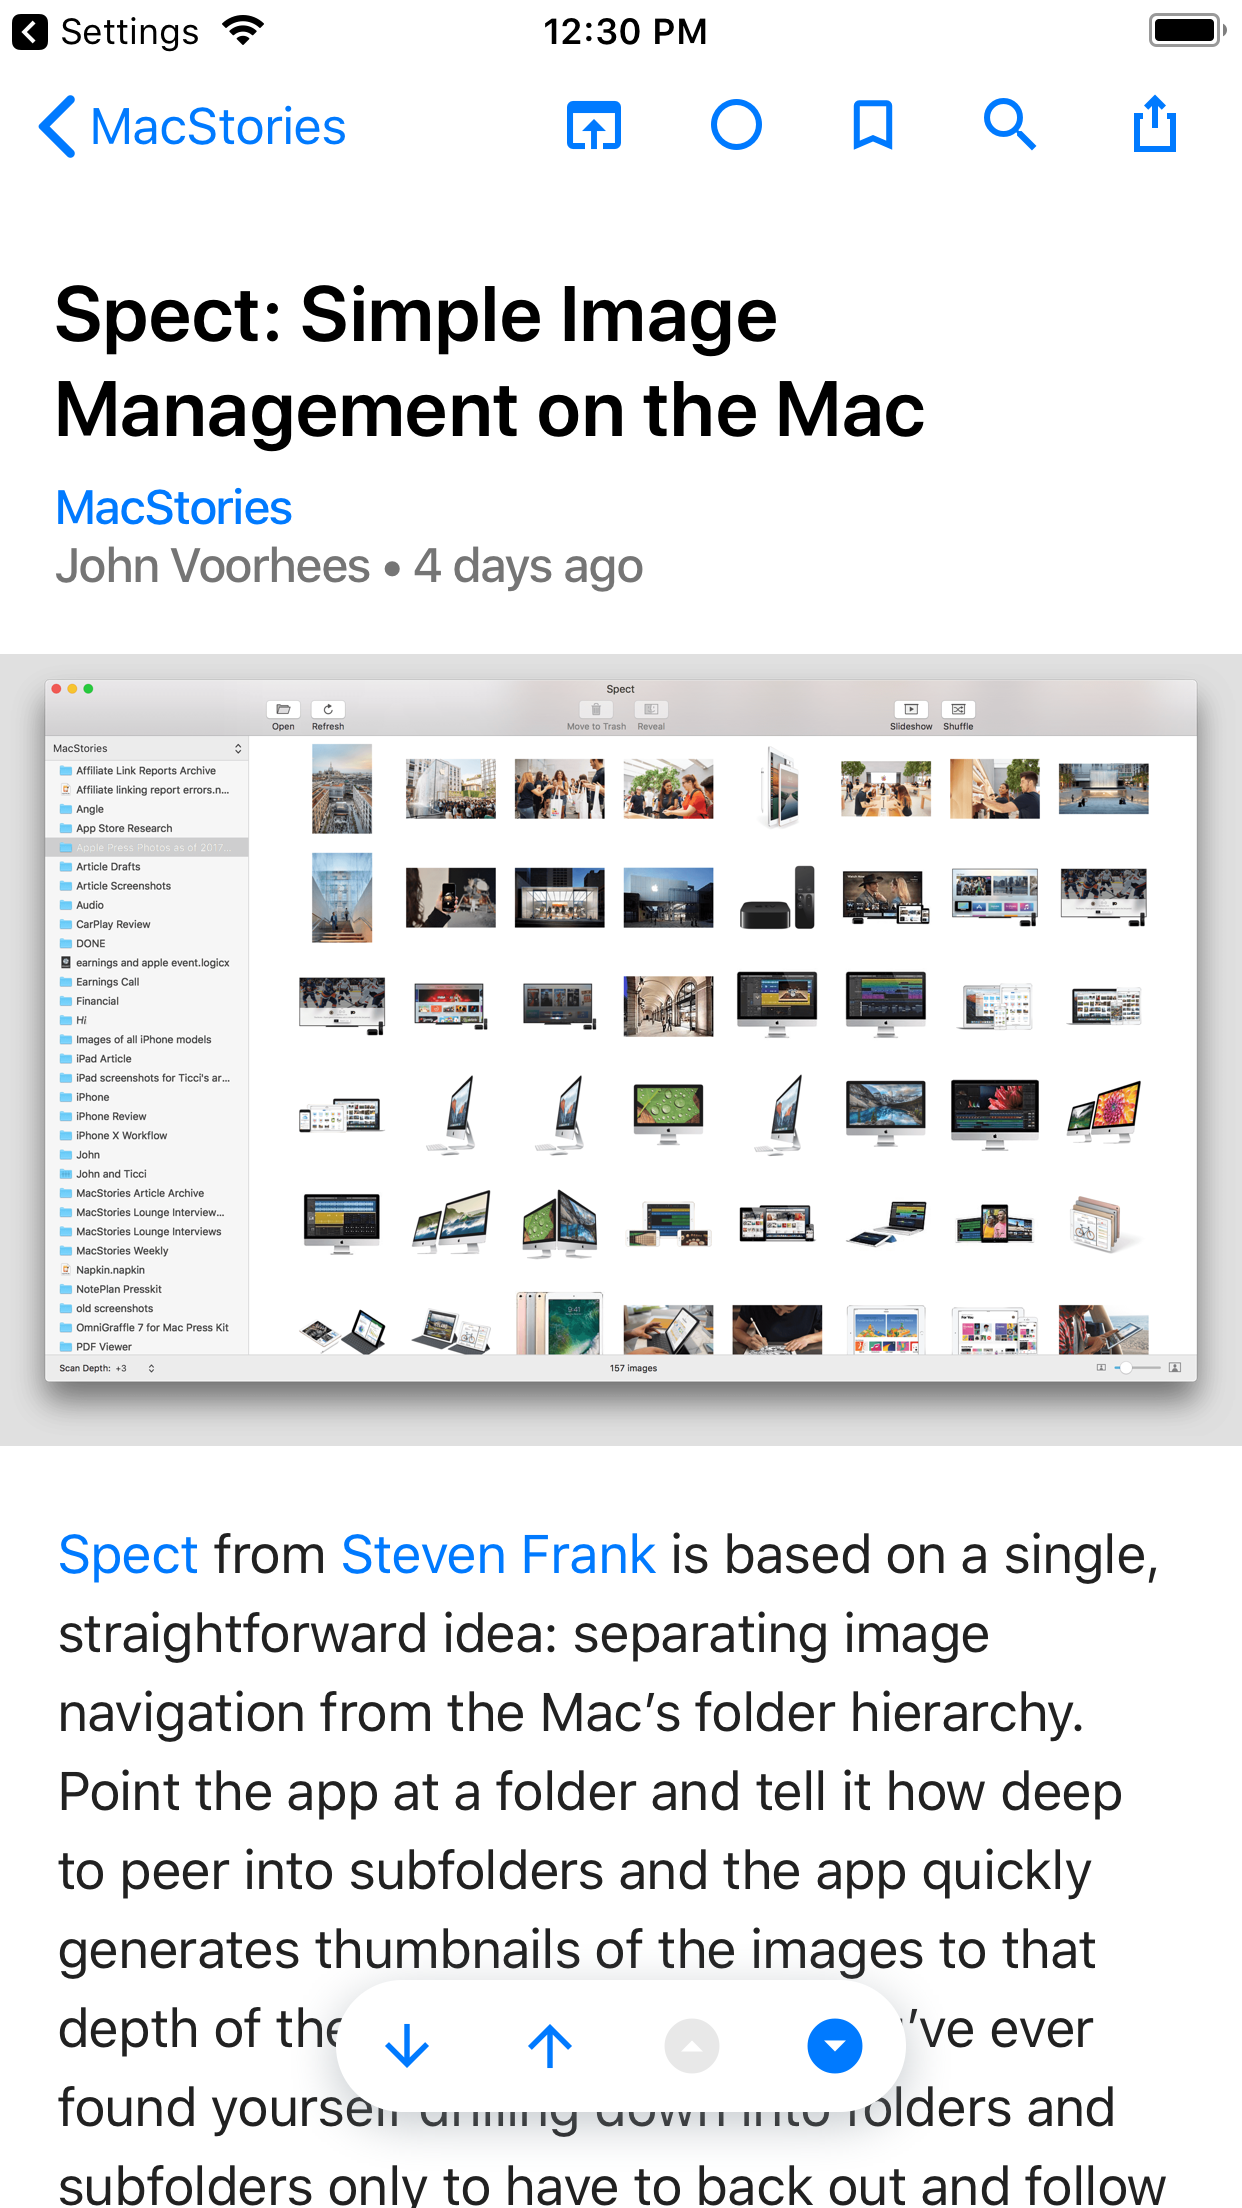 Settings
12:30 PM
MacStories
Spect: Simple Image
Management on the Mac
MacStories
John Voorhees • 4 days ago
Spect
Open
Refresh
Move to Trash
Reveal
Slideshow
Shuffle
MacStories
Affiliate Link Reports Archive
Affiliate linking report errors.n...
Angle
App Store Research
Apple Press Photos as of 2017...
Article Drafts
Article Screenshots
Audio
CarPlay Review
DONE
earnings and apple event.logicx
Earnings Call
Financial
Hi
Images of all iPhone models
iPad Article
iPad screenshots for Ticci's ar...
iPhone
iPhone Review
iPhone X Workflow
John
John and Ticci
MacStories Article Archive
MacStories Lounge Interview...
MacStories Lounge Interviews
MacStories Weekly
Napkin.napkin
NotePlan Presskit
old screenshots
OmniGraffle 7 for Mac Press Kit
PDF Viewer
9:41
Scan Depth: +3
157 images
Spect from Steven Frank is based on a single,
straightforward idea: separating image
navigation from the Mac’s folder hierarchy.
Point the app at a folder and tell it how deep
to peer into subfolders and the app quickly
generates thumbnails of the images to that
depth of the ’ve ever
found yourself drilling down into folders and
subfolders only to have to back out and follow